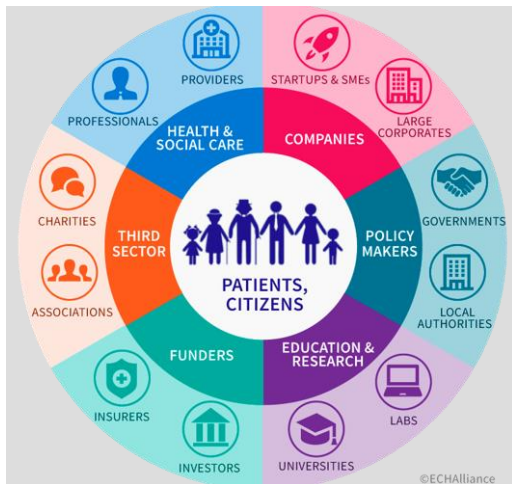 PROVIDERS
STARTUPS & SMEs
PROFESSIONALS
LARGE
CORPORATES
HEALTH &
SOCIAL CARE
COMPANIES
CHARITIES
THIRD
SECTOR
POLICY
MAKERS
GOVERNMENTS
PATIENTS,
CITIZENS
ASSOCIATIONS
LOCAL
AUTHORITIES
FUNDERS
EDUCATION &
RESEARCH
INSURERS
LABS
INVESTORS
UNIVERSITIES
©ECHAlliance